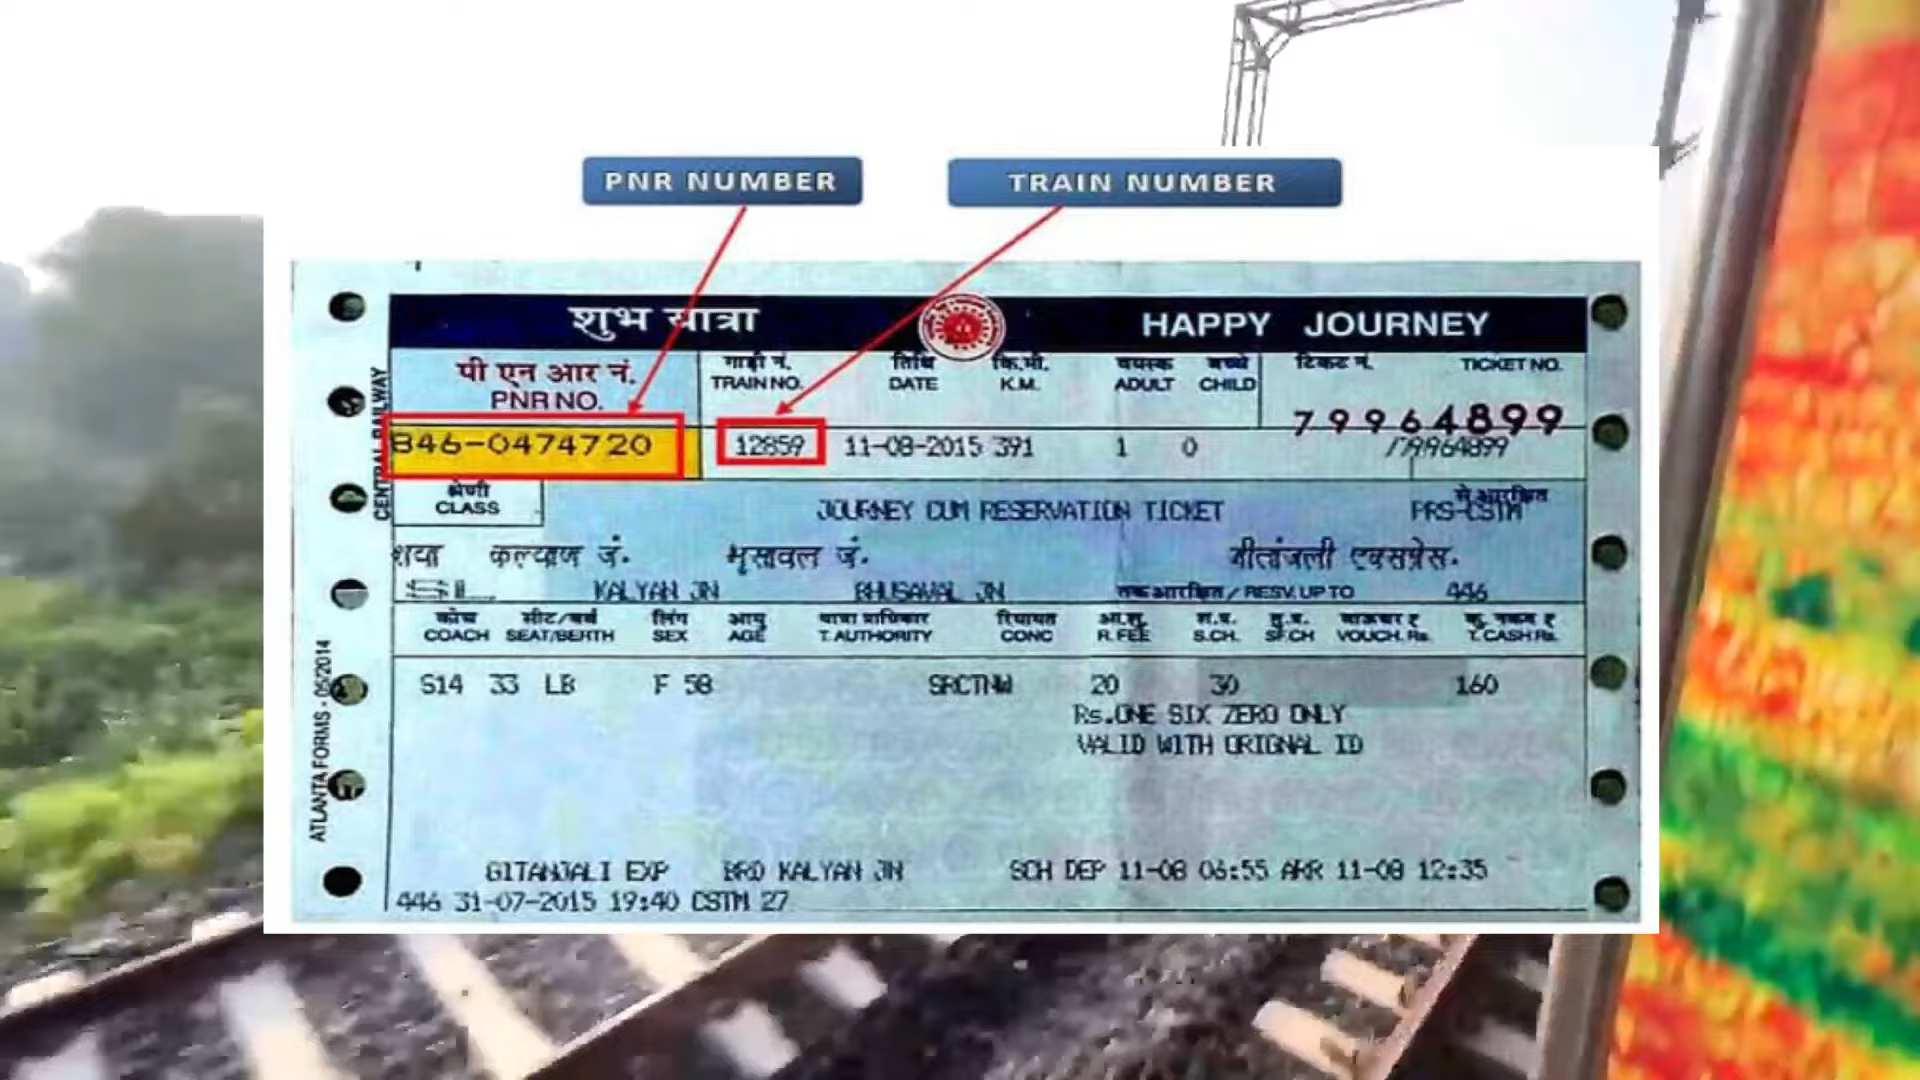 PNR NUMBER TRAIN NUMBER
शुभ यात्रा HAPPY JOURNEY
पी एन आर नं. गाड़ी नं. तिथि कि.मी. वयस्क बच्चे टिकट नं. TICKET NO.
PNR NO. TRAIN NO. DATE K.M. ADULT CHILD
79964899
846-0474720 12859 11-08-2015 391 1 0 79964899
श्रेणी
CLASS JOURNEY CUM RESERVATION TICKET PRS-CSTM
से आरक्षित
शया कल्याण जं. भूसावल जं. गीतांजली एक्सप्रेस.
SL KALYAN JN BHUSAVAL JN तक आरक्षित / RESV. UP TO 446
कोच सीट/बर्थ लिंग आयु यात्रा प्राधिकार रियायत आ.शु.
COACH SEAT/BERTH SEX AGE T. AUTHORITY CONC R. FEE S.CH. SF.CH VOUCH. Rs. T. CASH Rs.
S14 33 LB F 58 SRCTNW 20 30 160
Rs.ONE SIX ZERO ONLY
VALID WITH ORIGNAL ID
GITANJALI EXP BRD KALYAN JN SCH DEP 11-08 06:55 ARR 11-08 12:35
446 31-07-2015 19:40 CSTM 27
CENTRAL RAILWAY
ATLANTA FORMS - 05/2014